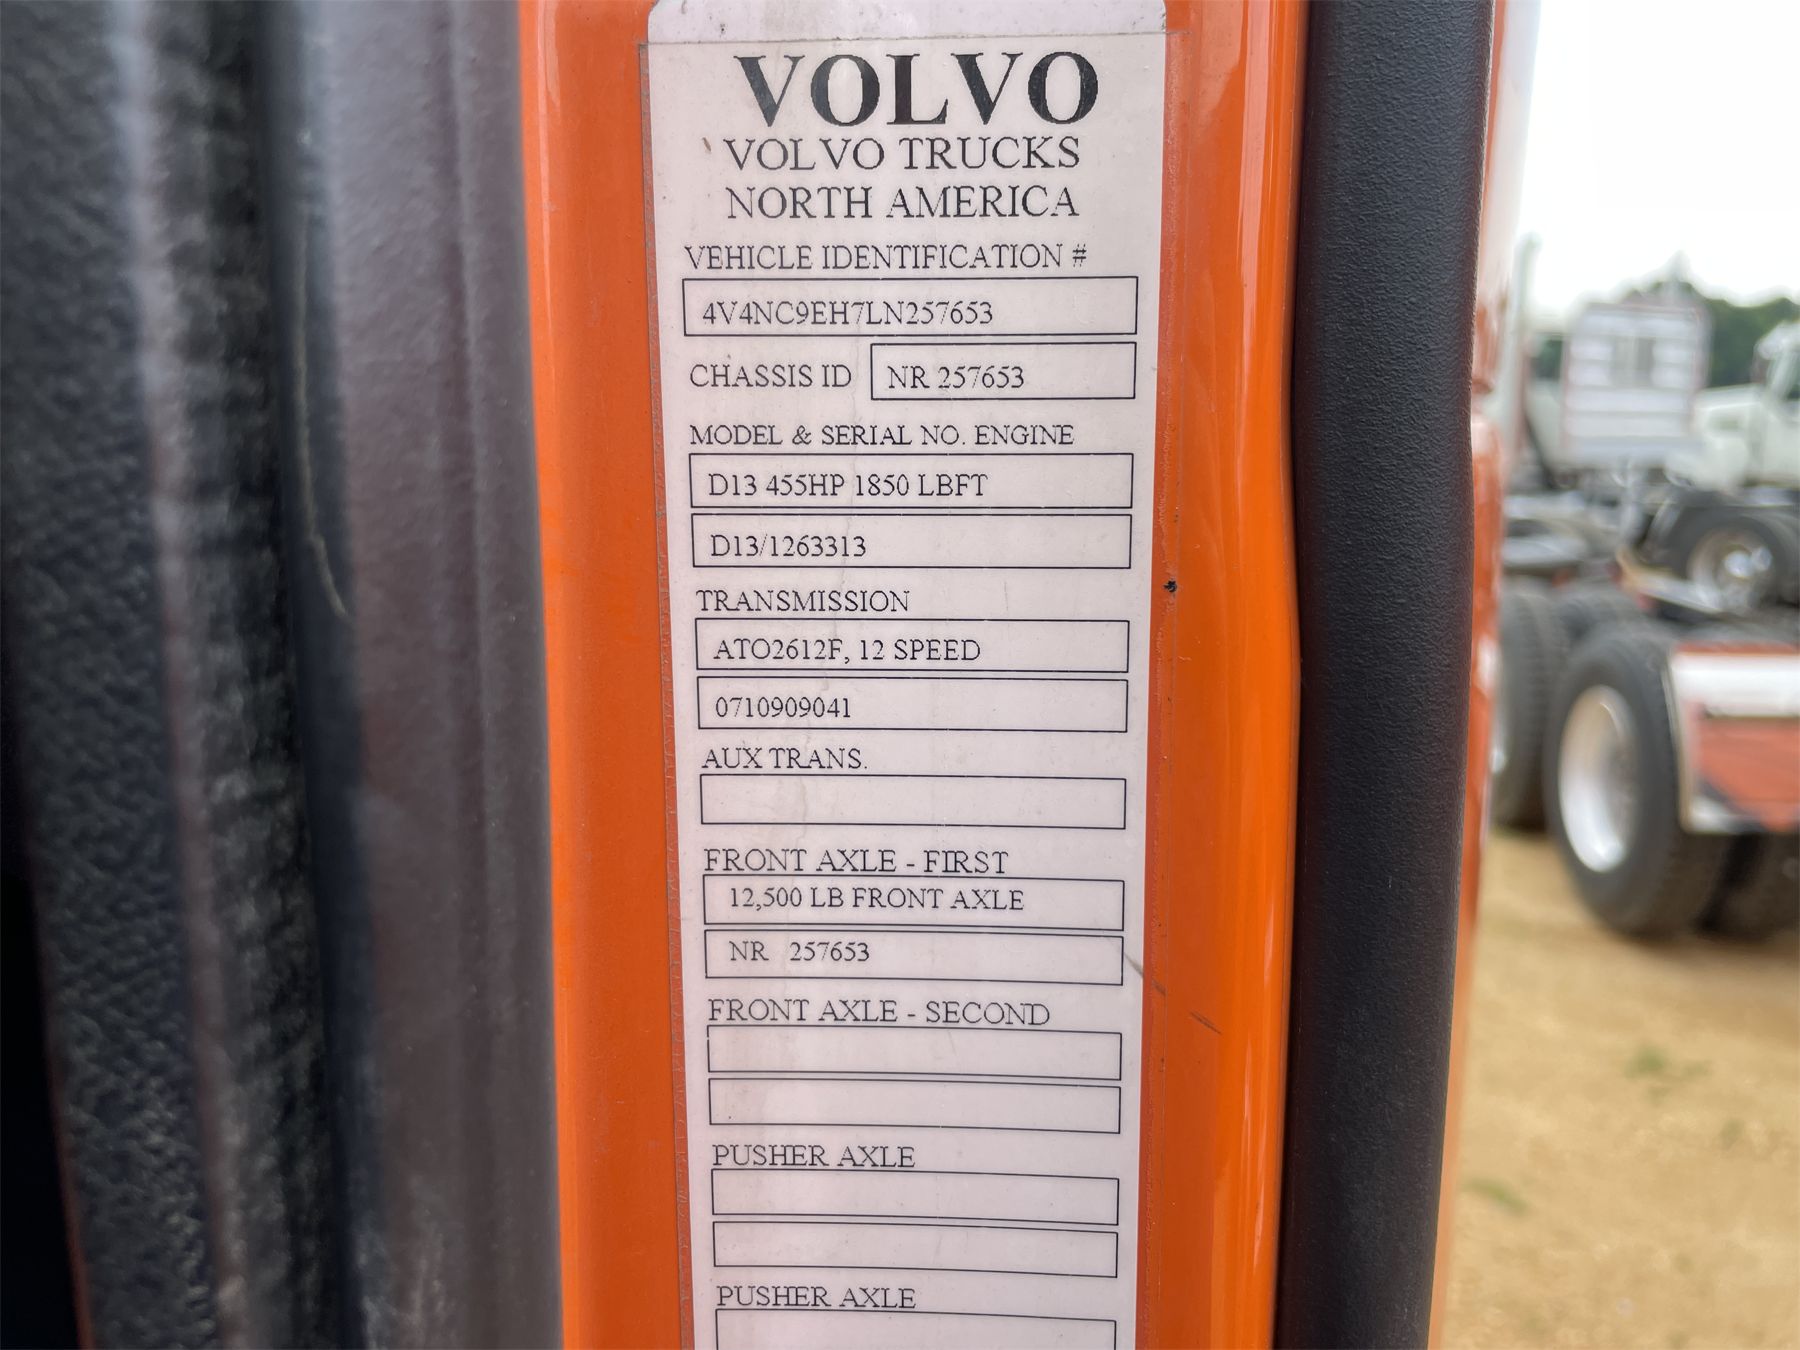 VOLVO
VOLVO TRUCKS
NORTH AMERICA
VEHICLE IDENTIFICATION #
4V4NC9EH7LN257653
CHASSIS ID NR 257653
MODEL & SERIAL NO. ENGINE
D13 455HP 1850 LBFT
D13/1263313
TRANSMISSION
ATO2612F, 12 SPEED
0710909041
AUX TRANS.
FRONT AXLE - FIRST
12,500 LB FRONT AXLE
NR 257653
FRONT AXLE - SECOND
PUSHER AXLE
PUSHER AXLE